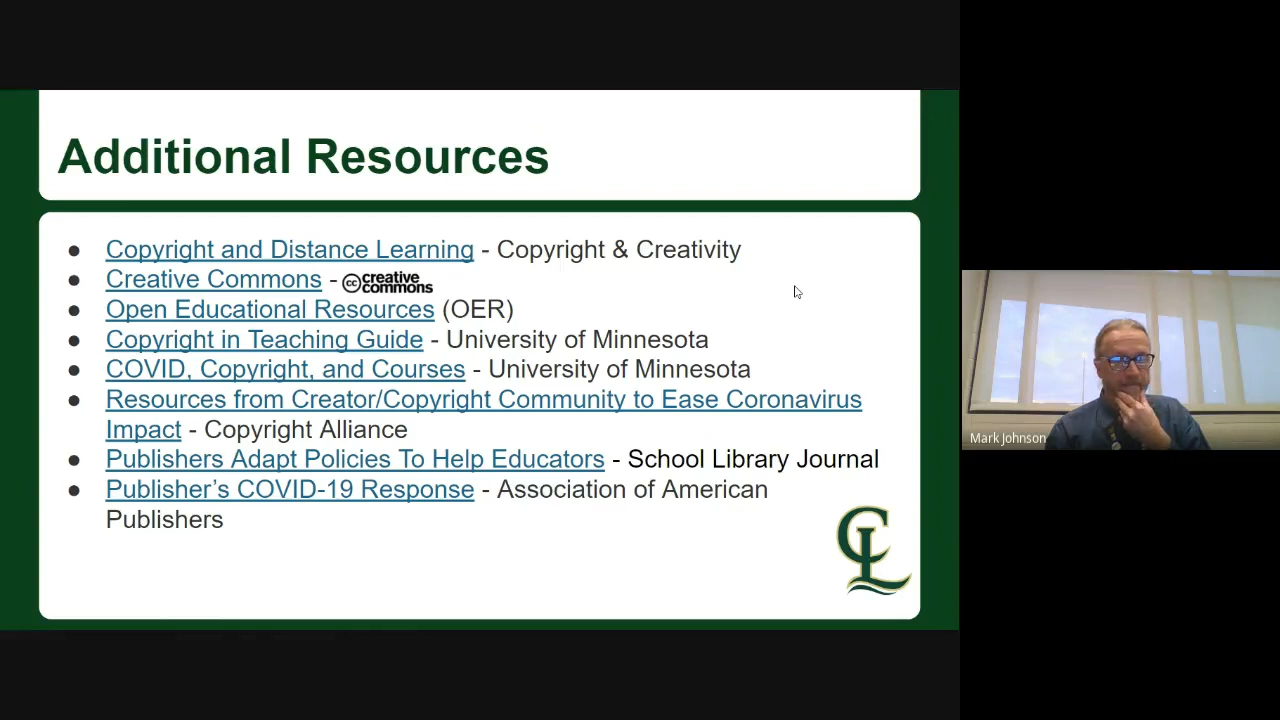 Additional Resources
● Copyright and Distance Learning - Copyright & Creativity
● Creative Commons - cc creative commons
● Open Educational Resources (OER)
● Copyright in Teaching Guide - University of Minnesota
● COVID, Copyright, and Courses - University of Minnesota
● Resources from Creator/Copyright Community to Ease Coronavirus
Impact - Copyright Alliance
● Publishers Adapt Policies To Help Educators - School Library Journal
● Publisher’s COVID-19 Response - Association of American
Publishers
CL
Mark Johnson